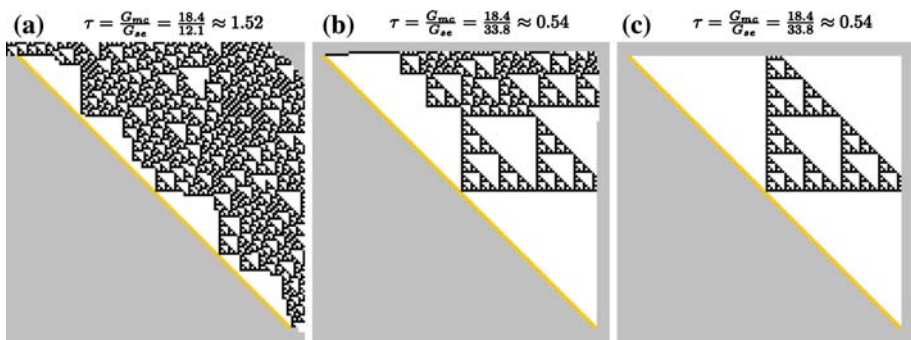 (a) τ = G_mc/G_se = 18.4/12.1 ≈ 1.52
(b) τ = G_mc/G_se = 18.4/33.8 ≈ 0.54
(c) τ = G_mc/G_se = 18.4/33.8 ≈ 0.54